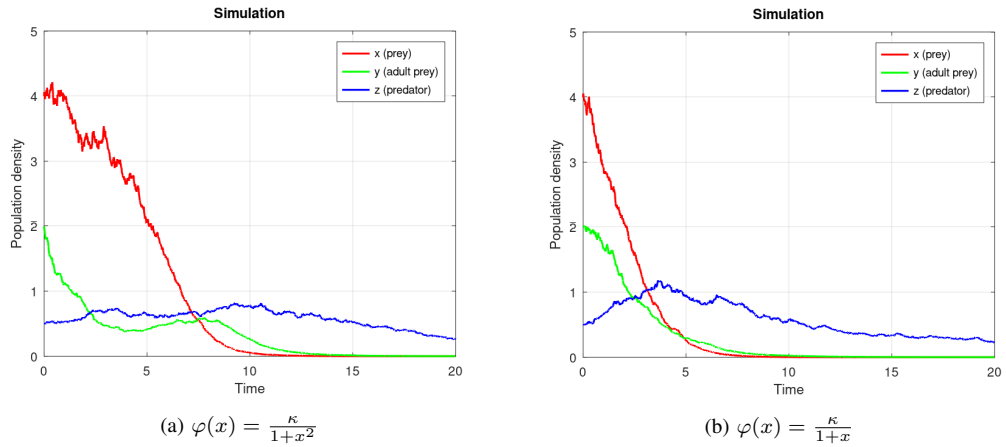 Simulation
5
4
3
2
1
0
0 5 10 15 20
Population density
Time
x (prey)
y (adult prey)
z (predator)
(a) φ(x) = κ/(1+x²)
Simulation
5
4
3
2
1
0
0 5 10 15 20
Population density
Time
x (prey)
y (adult prey)
z (predator)
(b) φ(x) = κ/(1+x)